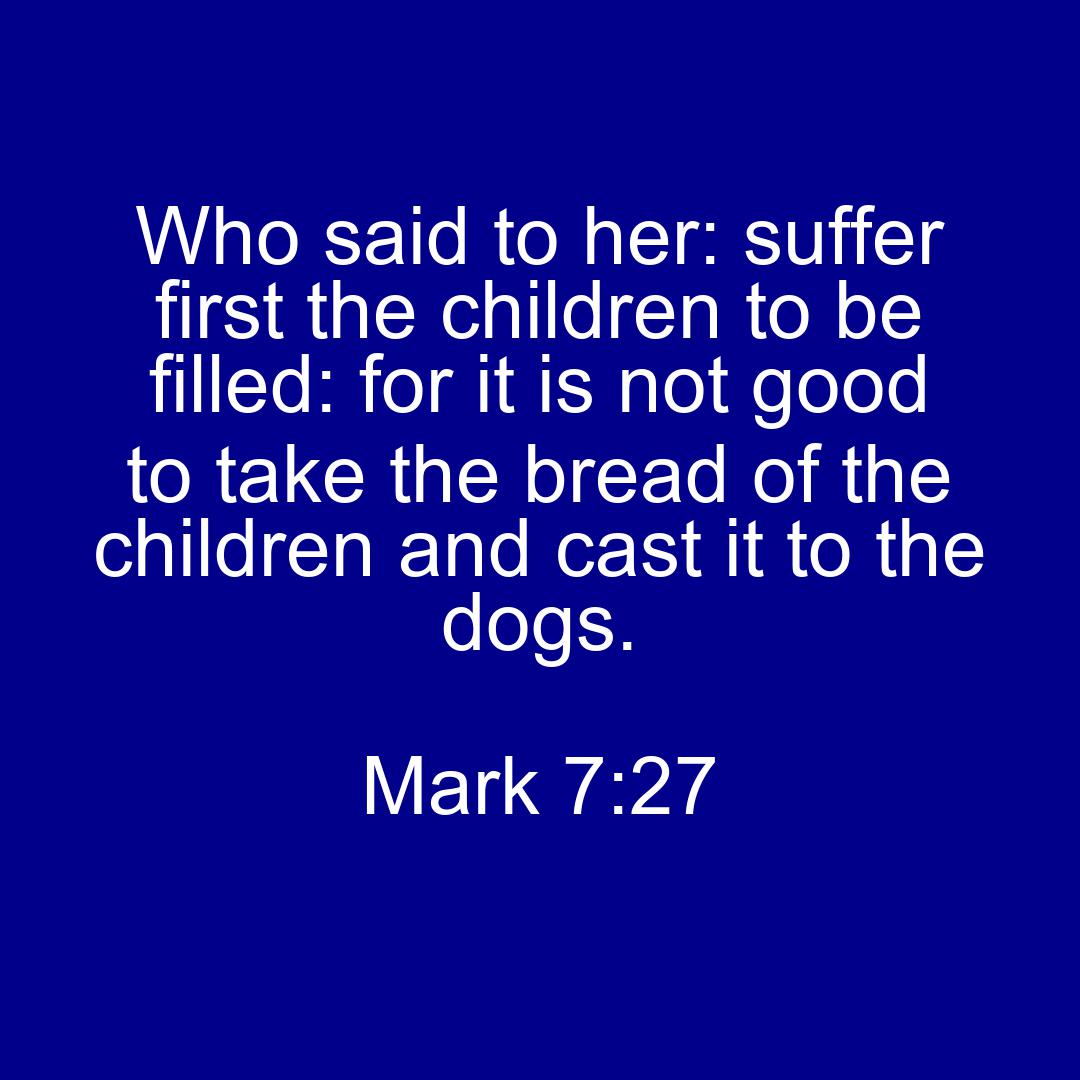 Who said to her: suffer
first the children to be
filled: for it is not good
to take the bread of the
children and cast it to the
dogs.
Mark 7:27